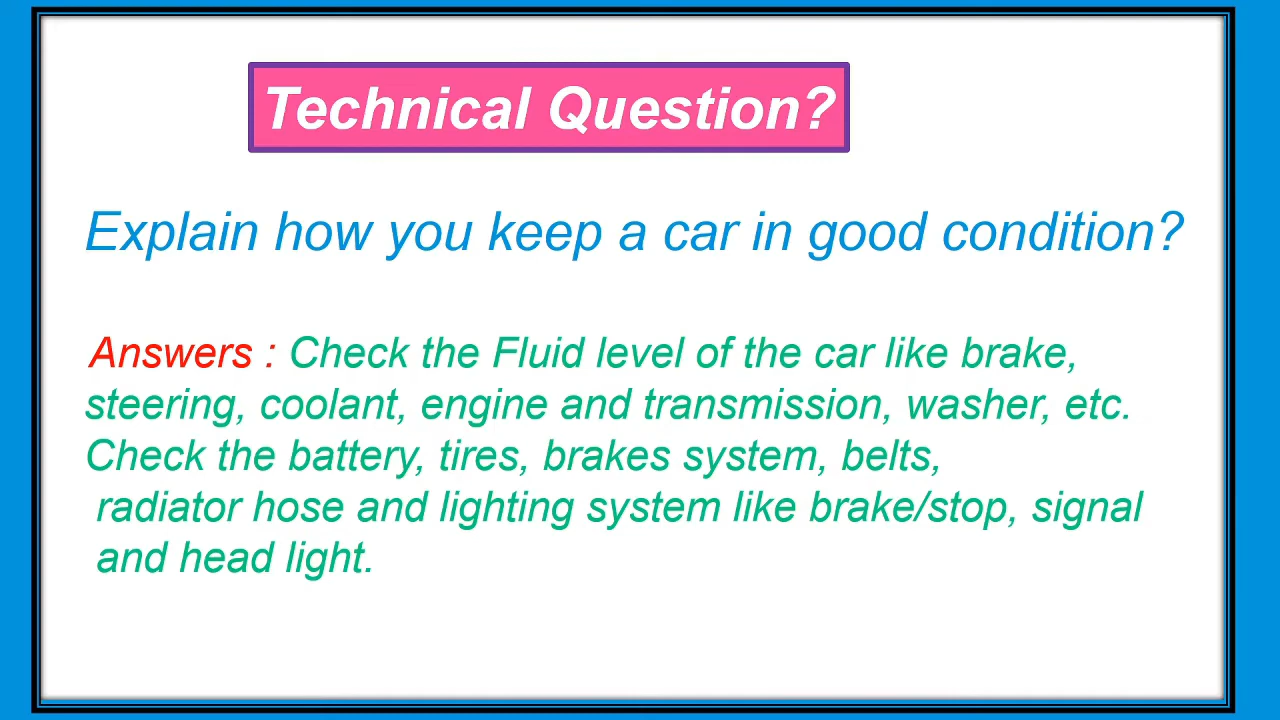 Technical Question?
Explain how you keep a car in good condition?
Answers : Check the Fluid level of the car like brake,
steering, coolant, engine and transmission, washer, etc.
Check the battery, tires, brakes system, belts,
radiator hose and lighting system like brake/stop, signal
and head light.